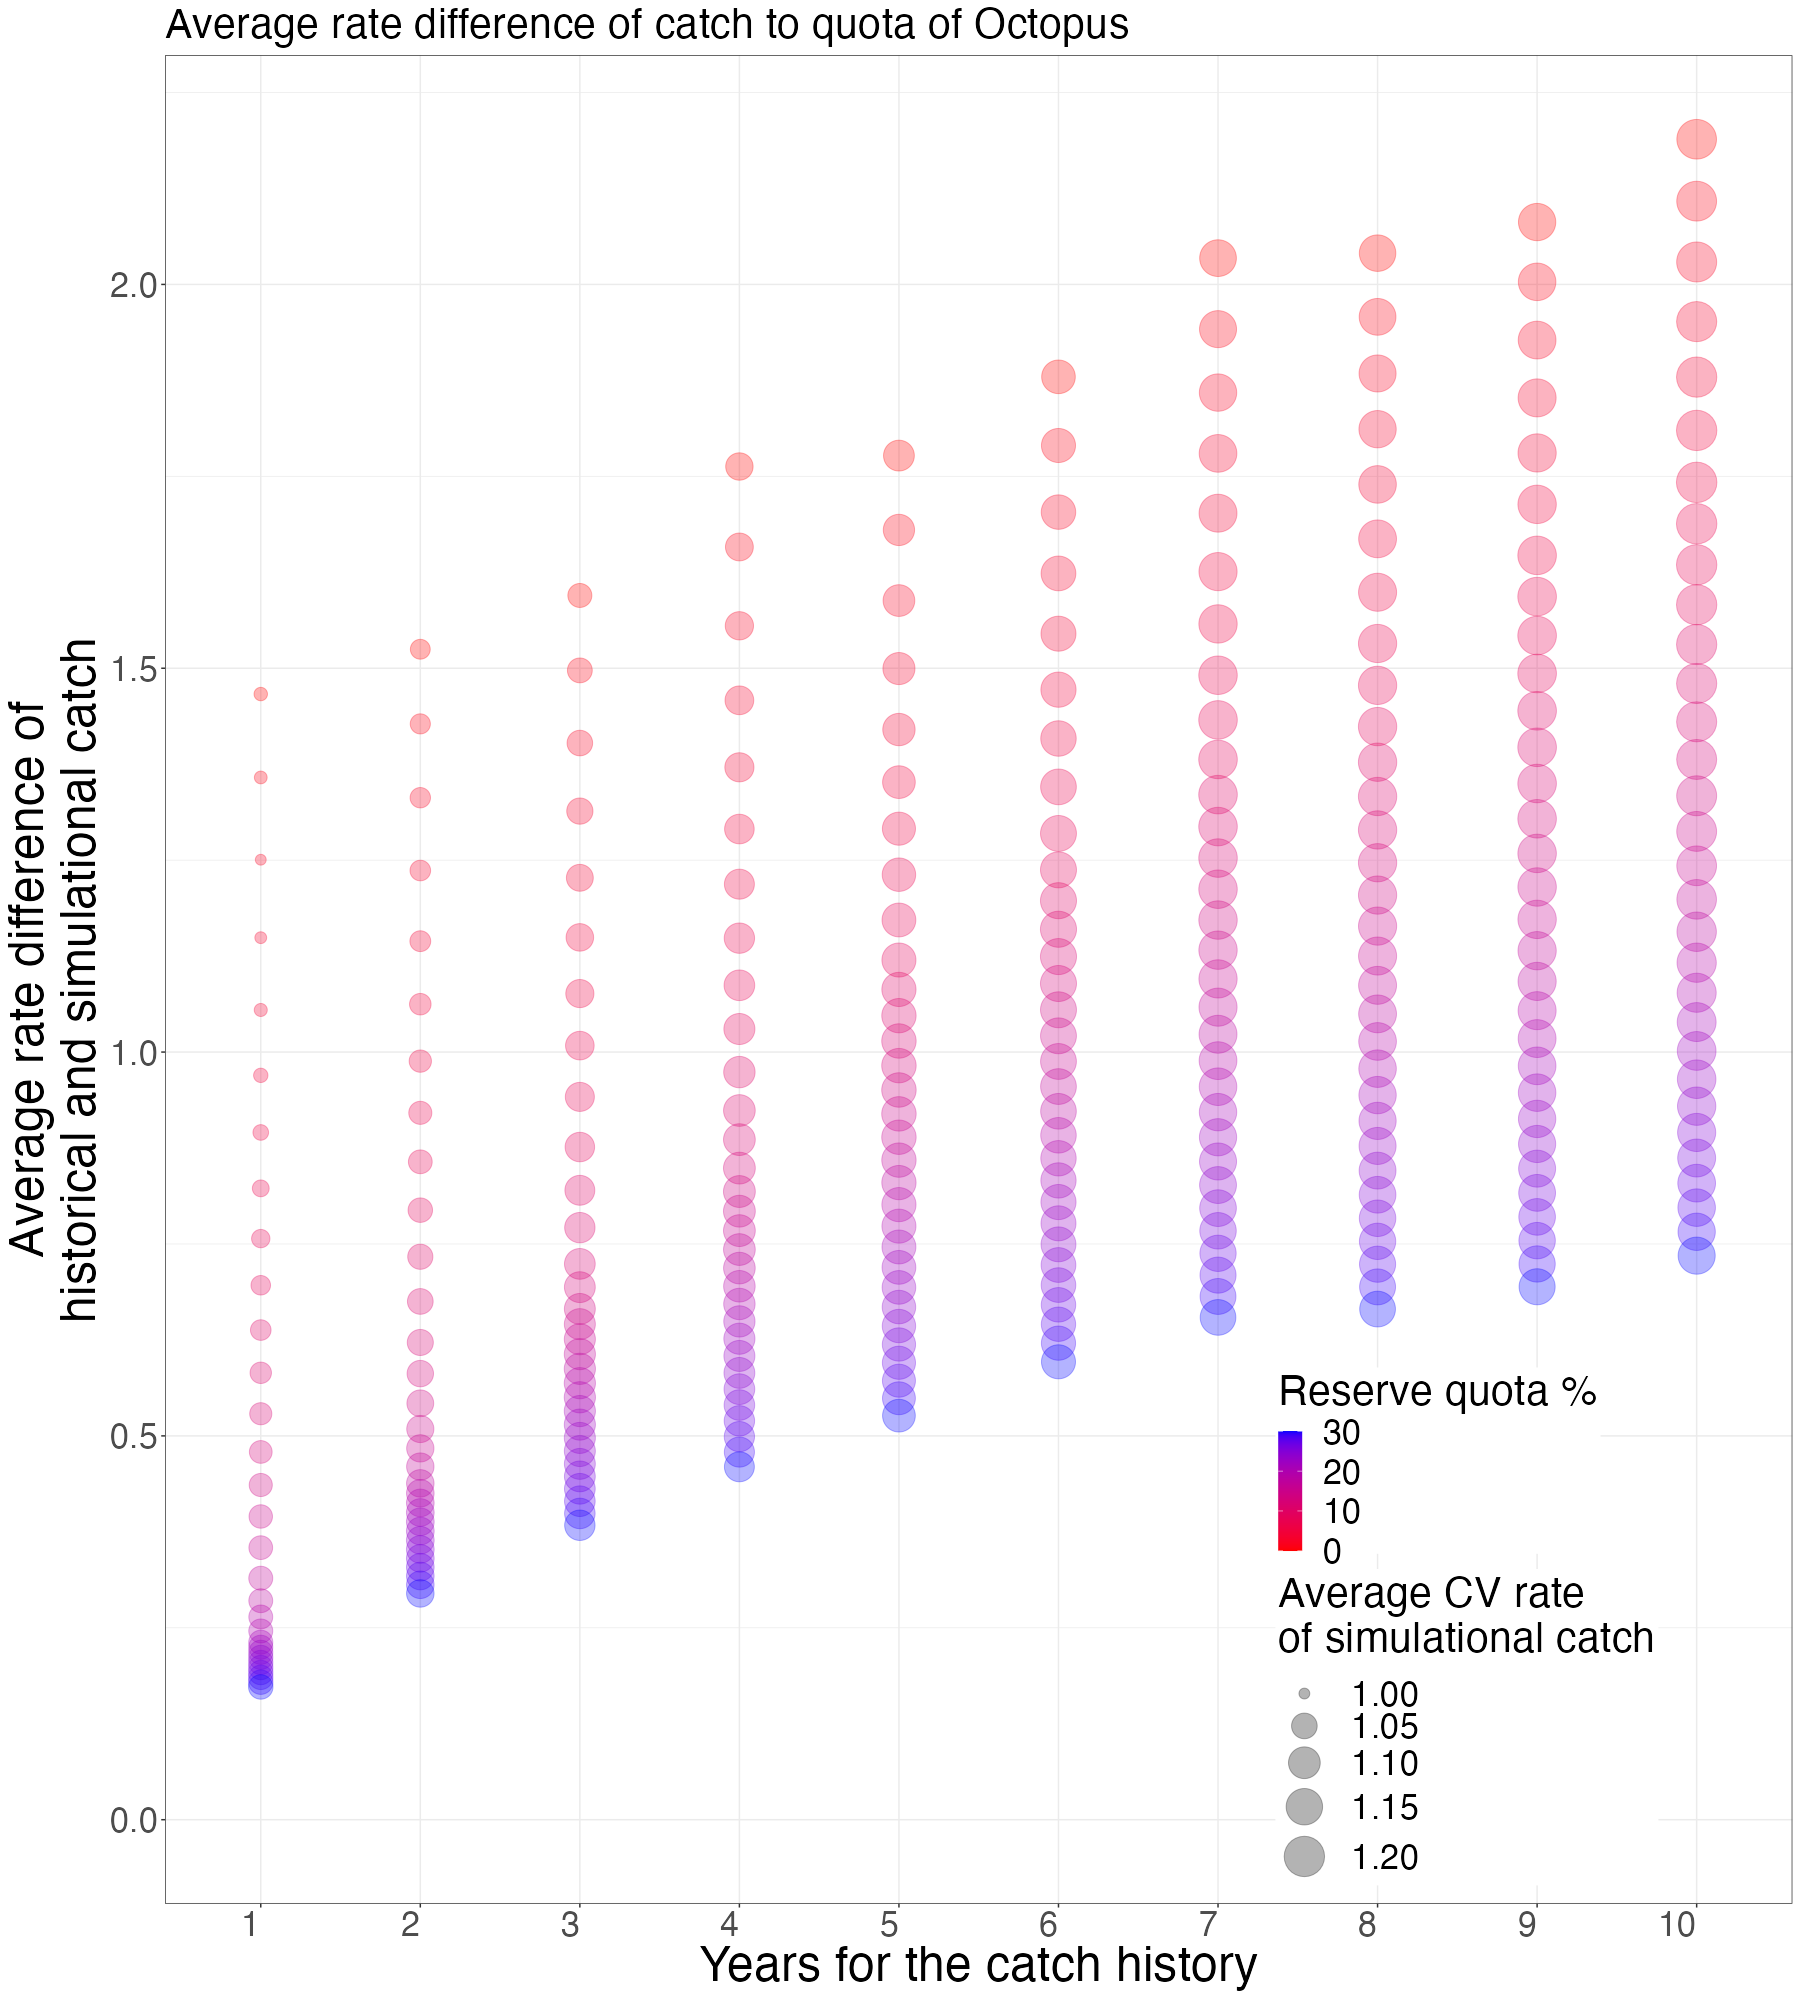 Average rate difference of catch to quota of Octopus
Average rate difference of
historical and simulational catch
2.0
1.5
1.0
0.5
0.0
Reserve quota %
30
20
10
0
Average CV rate
of simulational catch
1.00
1.05
1.10
1.15
1.20
1 2 3 4 5 6 7 8 9 10
Years for the catch history